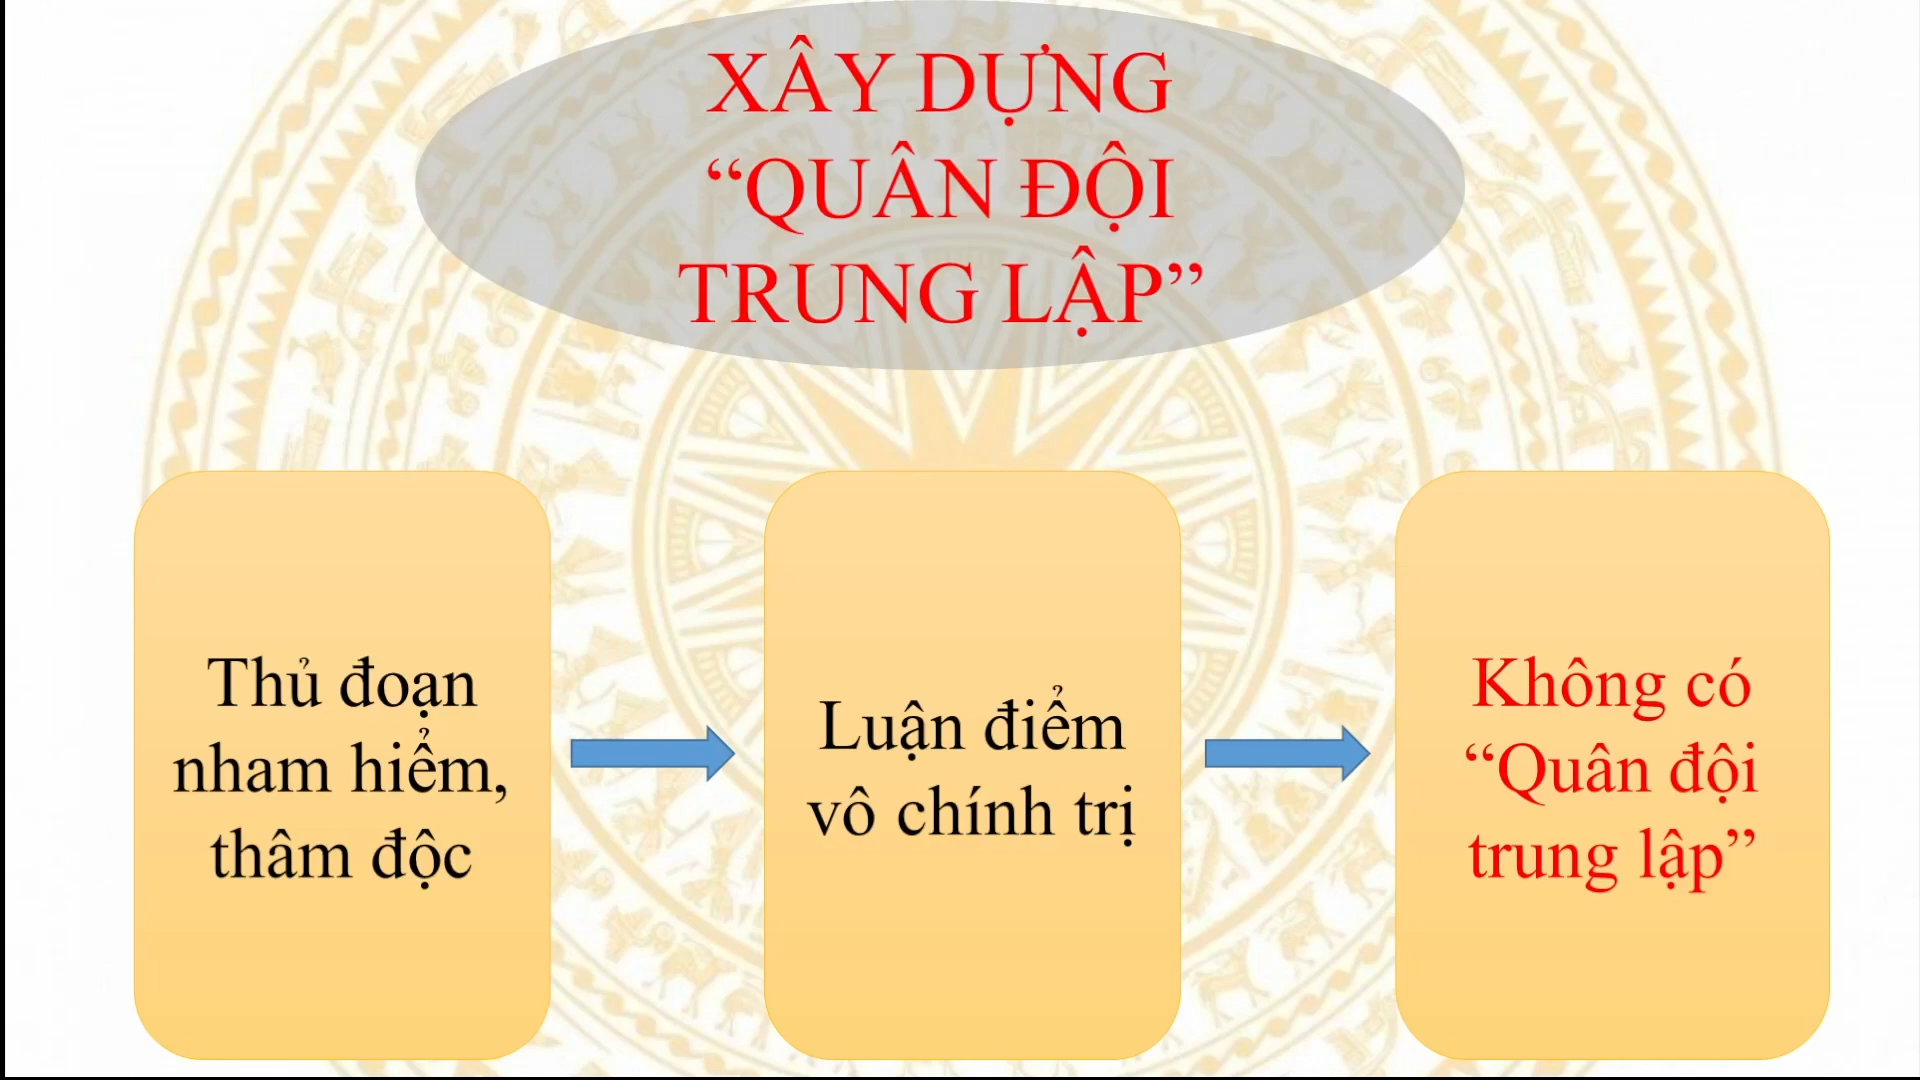 XÂY DỰNG
“QUÂN ĐỘI
TRUNG LẬP”
Thủ đoạn
nham hiểm,
thâm độc
Luận điểm
vô chính trị
Không có
“Quân đội
trung lập”